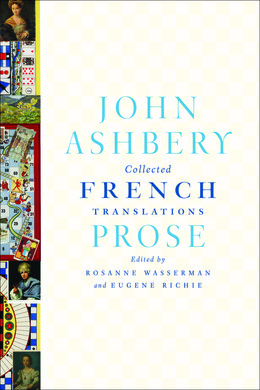 JOHN
ASHBERY
Collected
FRENCH
TRANSLATIONS
PROSE
Edited by
ROSANNE WASSERMAN
and EUGENE RICHIE